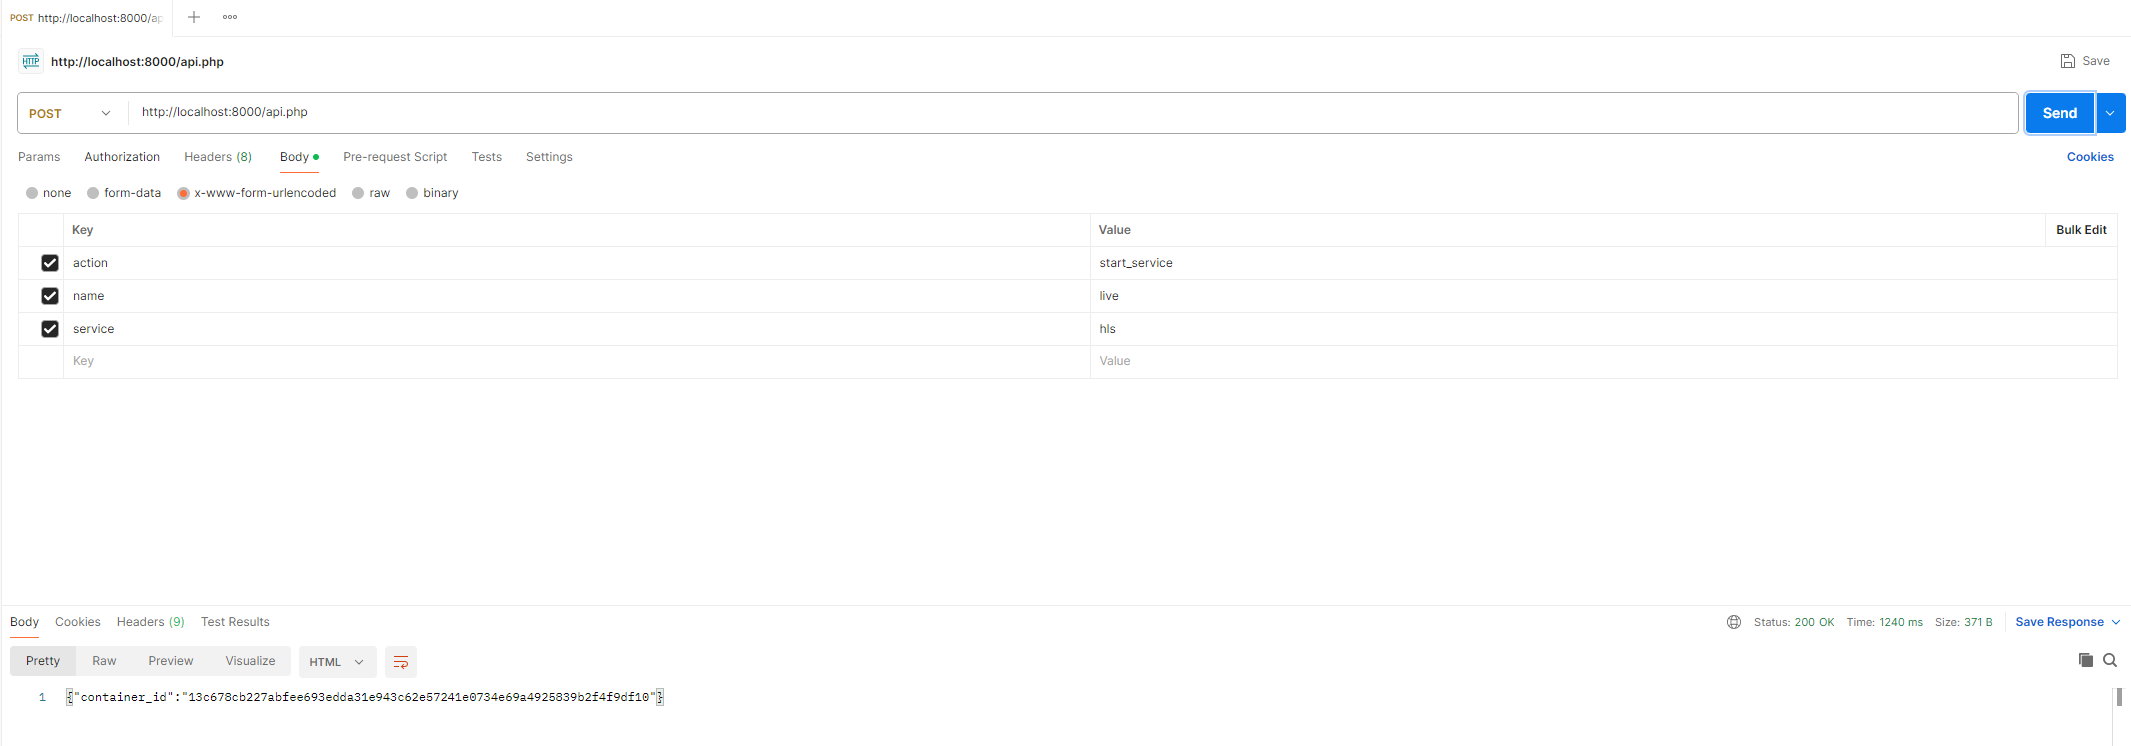 POST http://localhost:8000/ap
http://localhost:8000/api.php
Save
POST http://localhost:8000/api.php Send
Params Authorization Headers (8) Body Pre-request Script Tests Settings Cookies
none form-data x-www-form-urlencoded raw binary
Key Value Bulk Edit
action start_service
name live
service hls
Key Value
Body Cookies Headers (9) Test Results Status: 200 OK Time: 1240 ms Size: 371 B Save Response
Pretty Raw Preview Visualize HTML
1 {"container_id":"13c678cb227abfee693edda31e943c62e57241e0734e69a4925839b2f4f9df10"}